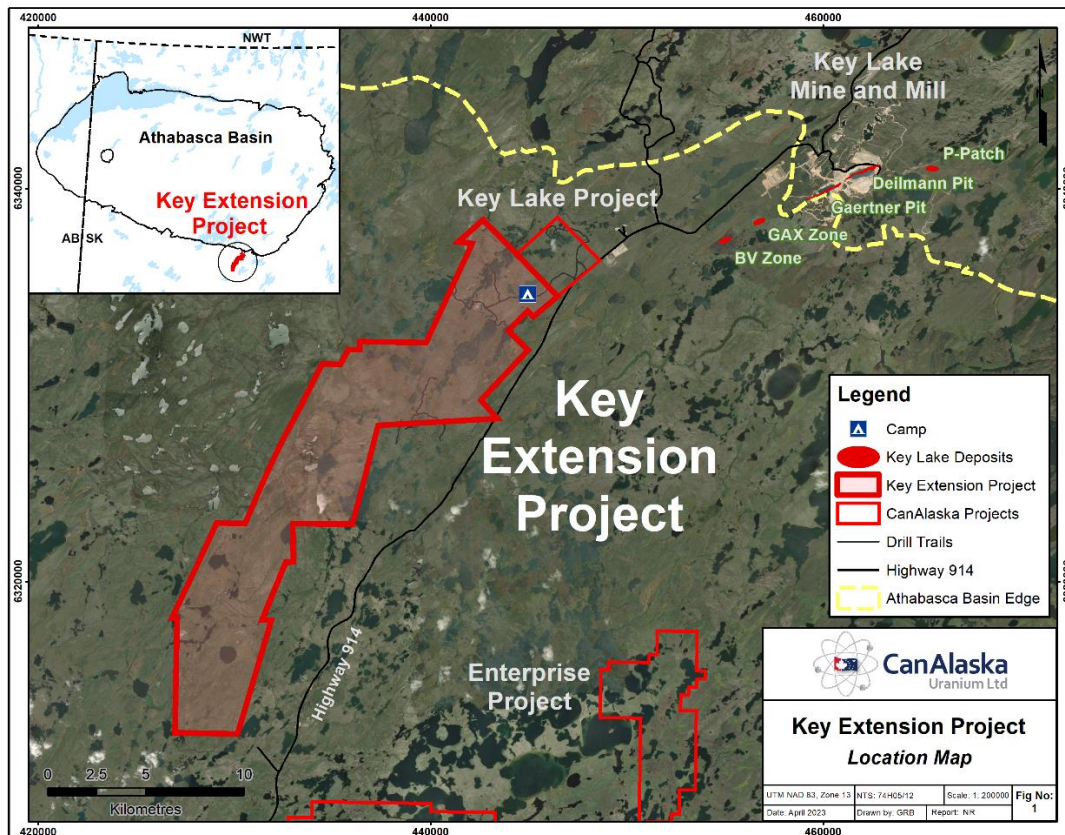 420000
440000
460000
NWT
Athabasca Basin
Key Extension
Project
AB
SK
Key Lake
Mine and Mill
P-Patch
Deilmann Pit
Gaertner Pit
GAX Zone
BV Zone
6340000
Key Lake Project
Key
Extension
Project
Legend
Camp
Key Lake Deposits
Key Extension Project
CanAlaska Projects
Drill Trails
Highway 914
Athabasca Basin Edge
6320000
Highway 914
Enterprise
Project
CanAlaska
Uranium Ltd
Key Extension Project
Location Map
UTM NAD 83, Zone 13
NTS: 74H05/12
Scale: 1: 200000
Fig No:
1
Date: April 2023
Drawn by: GRB
Report: NR
0 2.5 5 10
Kilometres
420000
440000
460000